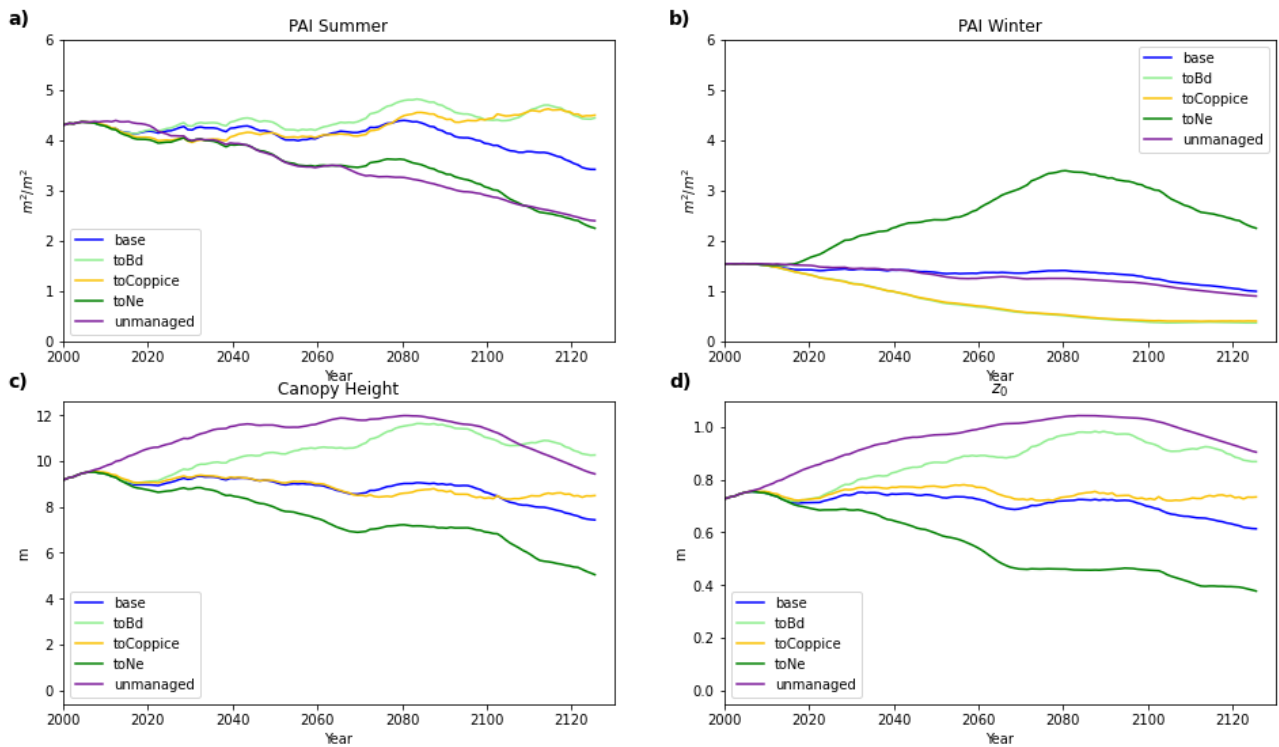 a)
PAI Summer
6
5
4
3
2
1
0
m²/m²
base
toBd
toCoppice
toNe
unmanaged
2000 2020 2040 2060 2080 2100 2120
Year
b)
PAI Winter
6
5
4
3
2
1
0
m²/m²
base
toBd
toCoppice
toNe
unmanaged
2000 2020 2040 2060 2080 2100 2120
Year
c)
Canopy Height
12
10
8
6
4
2
0
m
base
toBd
toCoppice
toNe
unmanaged
2000 2020 2040 2060 2080 2100 2120
Year
d)
z₀
1.0
0.8
0.6
0.4
0.2
0.0
m
base
toBd
toCoppice
toNe
unmanaged
2000 2020 2040 2060 2080 2100 2120
Year